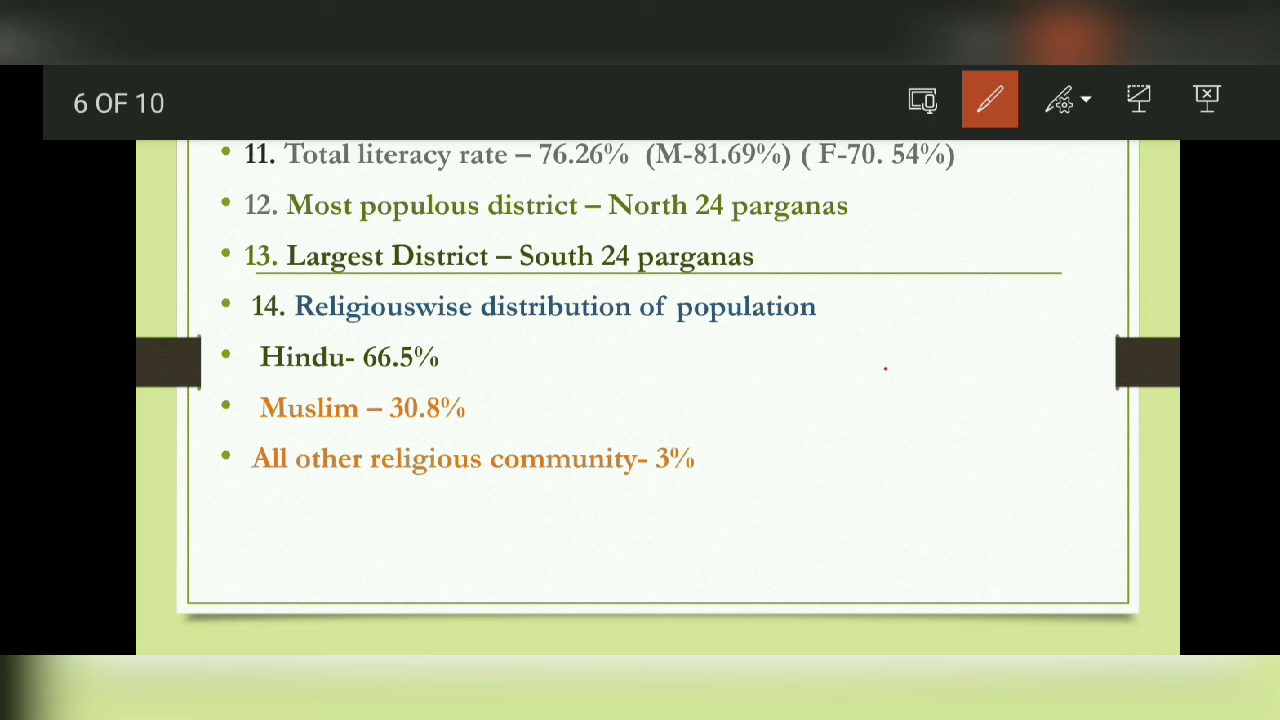 6 OF 10
• 11. Total literacy rate – 76.26% (M-81.69%) ( F-70. 54%)
• 12. Most populous district – North 24 parganas
• 13. Largest District – South 24 parganas
• 14. Religiouswise distribution of population
• Hindu- 66.5%
• Muslim – 30.8%
• All other religious community- 3%